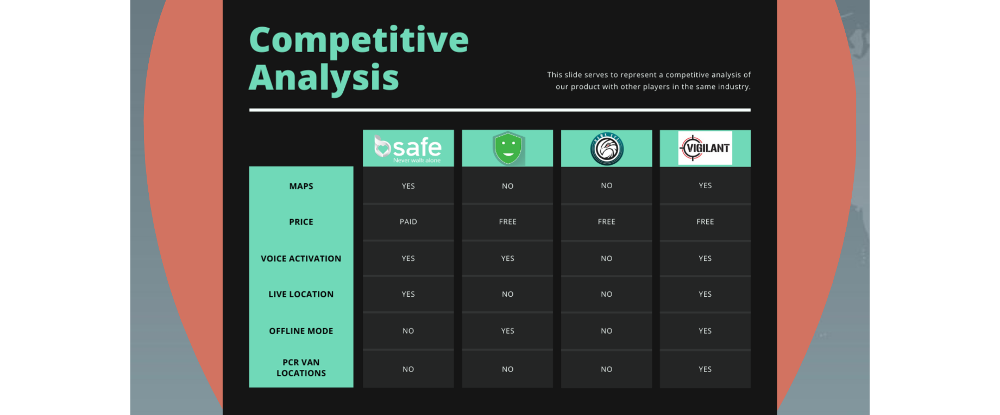 Competitive
Analysis
This slide serves to represent a competitive analysis of
our product with other players in the same industry.
bsafe
Never walk alone
HAWK EYE
VIGILANT
MAPS YES NO NO YES
PRICE PAID FREE FREE FREE
VOICE ACTIVATION YES YES NO YES
LIVE LOCATION YES NO NO YES
OFFLINE MODE NO YES NO YES
PCR VAN
LOCATIONS NO NO NO YES